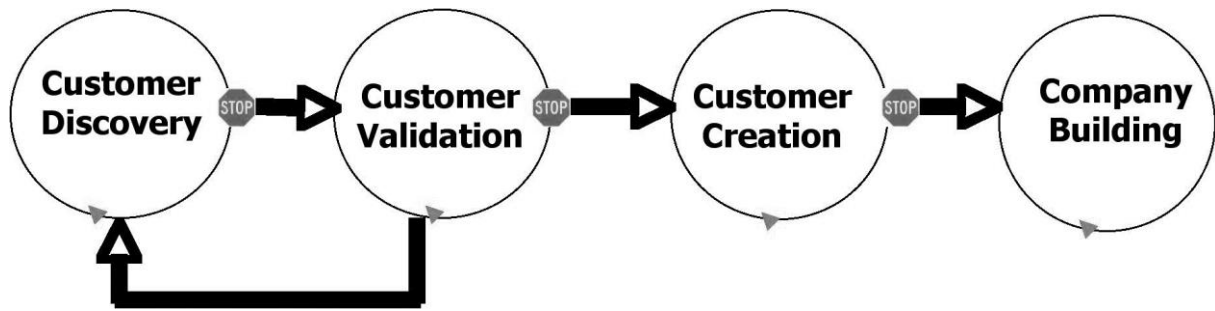 Customer
Discovery
STOP
Customer
Validation
STOP
Customer
Creation
STOP
Company
Building